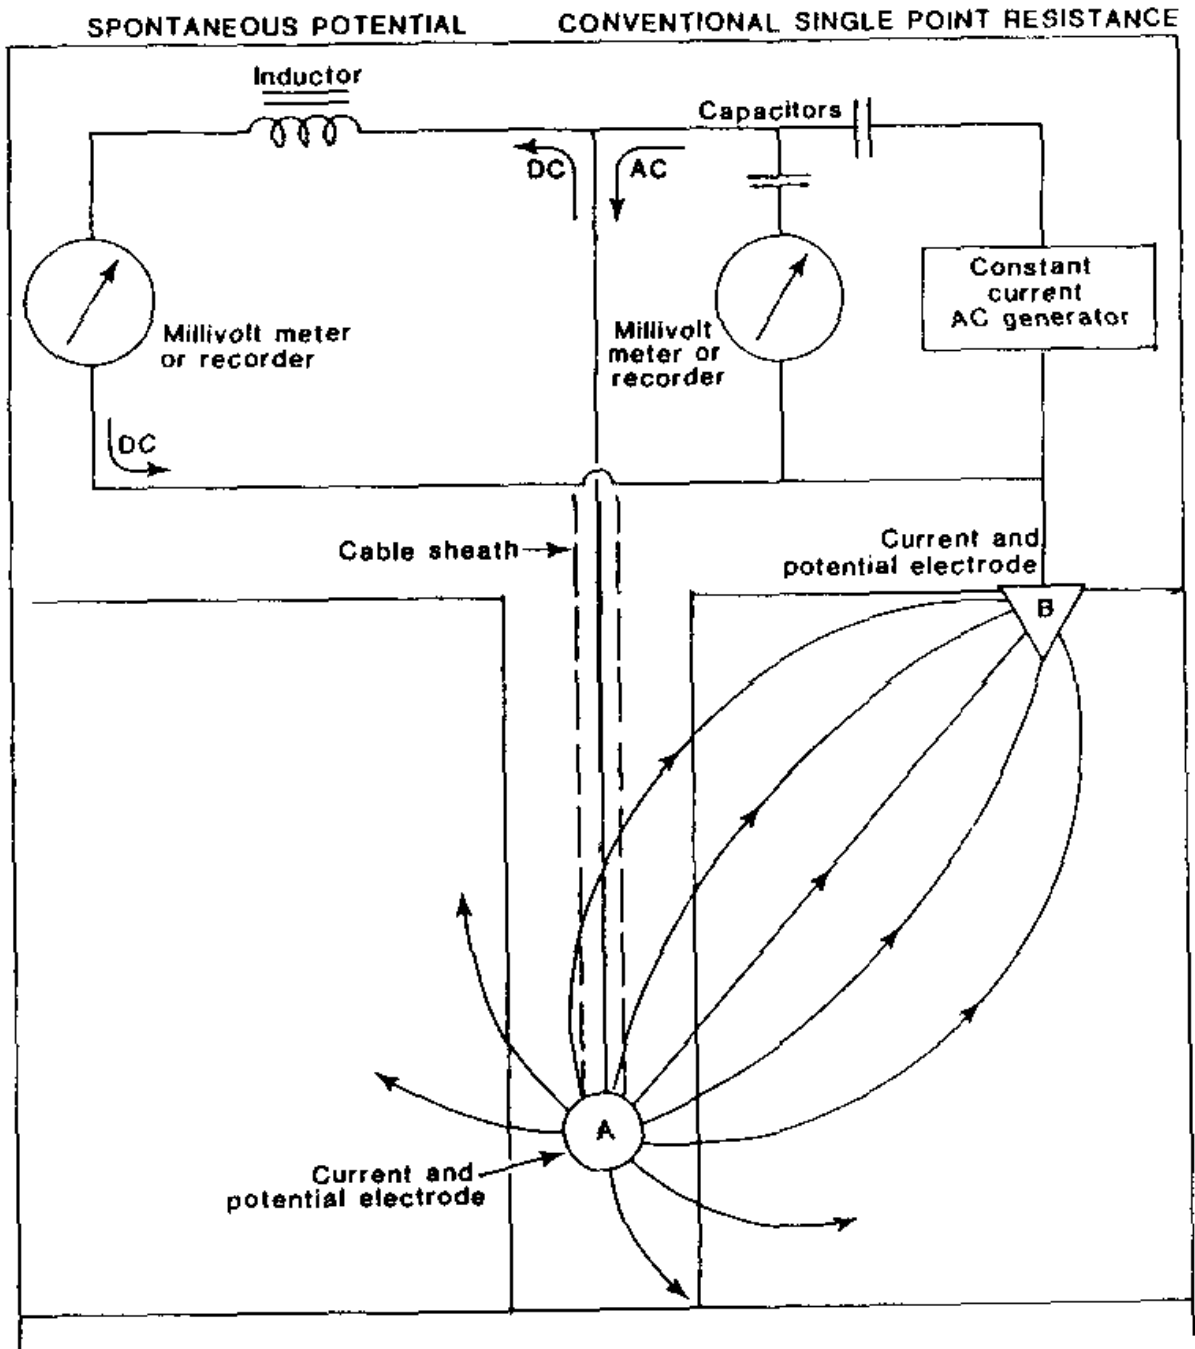 SPONTANEOUS POTENTIAL
CONVENTIONAL SINGLE POINT RESISTANCE
Inductor
Capacitors
DC
AC
Millivolt meter
or recorder
Millivolt
meter or
recorder
Constant
current
AC generator
DC
Cable sheath
Current and
potential electrode
B
A
Current and
potential electrode